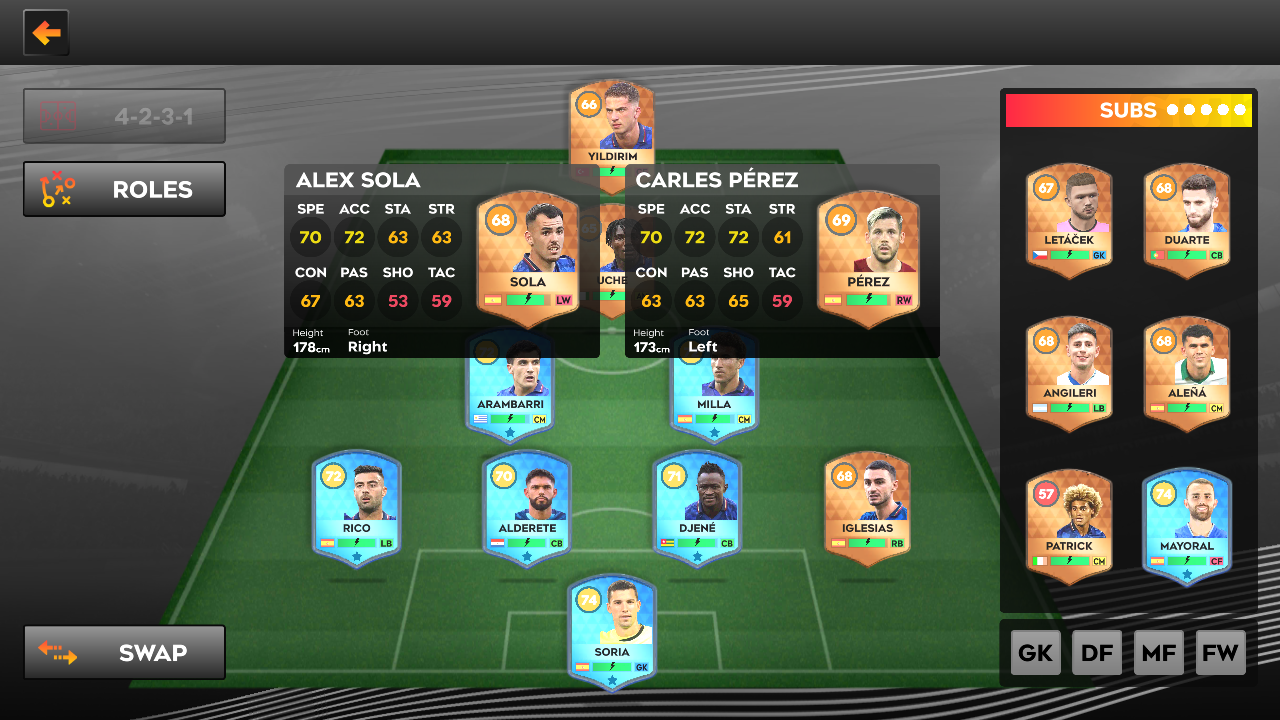 4-2-3-1
ROLES
SWAP
66
YILDIRIM
ALEX SOLA
SPE ACC STA STR
70 72 63 63
CON PAS SHO TAC
67 63 53 59
Height Foot
178cm Right
68
SOLA
LW
UCHE
CARLES PÉREZ
SPE ACC STA STR
70 72 72 61
CON PAS SHO TAC
63 63 65 59
Height Foot
173cm Left
69
PÉREZ
RW
ARAMBARRI
CM
MILLA
CM
72
RICO
LB
70
ALDERETE
CB
71
DJENÉ
CB
68
IGLESIAS
RB
74
SORIA
GK
SUBS
67
LETÁČEK
GK
68
DUARTE
CB
68
ANGILERI
LB
68
ALEÑÁ
CM
57
PATRICK
CM
74
MAYORAL
CF
GK DF MF FW